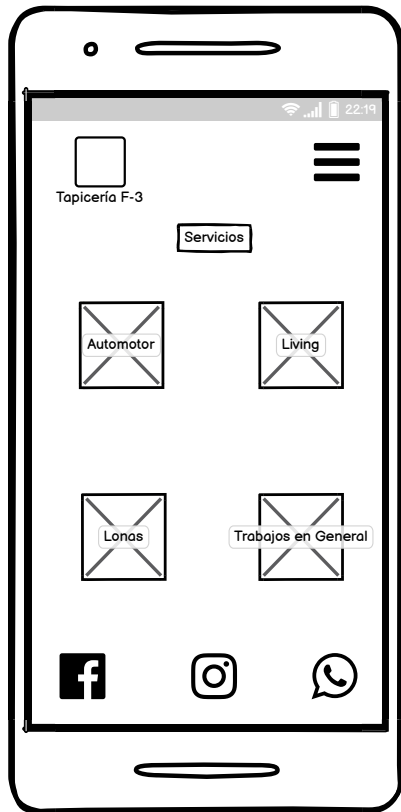 22:19
Tapicería F-3
Servicios
Automotor
Living
Lonas
Trabajos en General